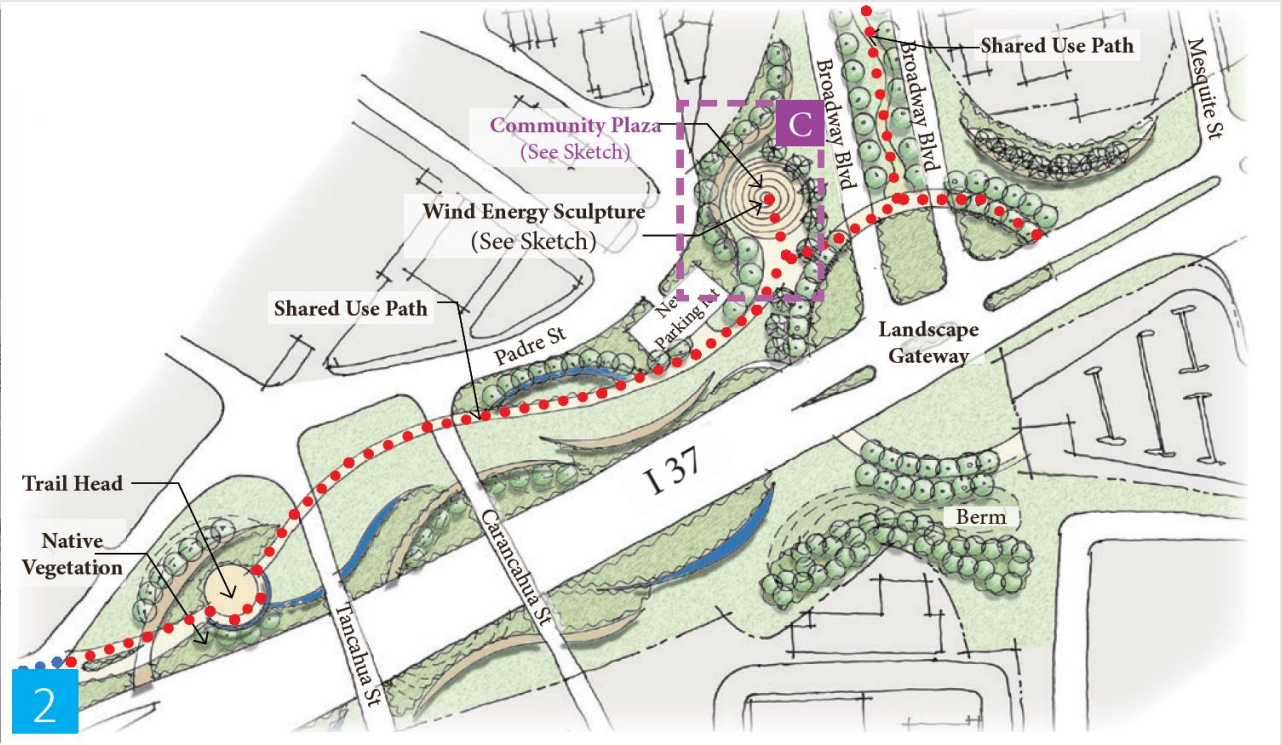 Shared Use Path
Broadway Blvd
Broadway Blvd
Mesquite St
Community Plaza
(See Sketch)
C
Wind Energy Sculpture
(See Sketch)
Shared Use Path
New
Parking lot
Padre St
Landscape
Gateway
I 37
Trail Head
Native
Vegetation
Berm
Carancahua St
Tancahua St
2